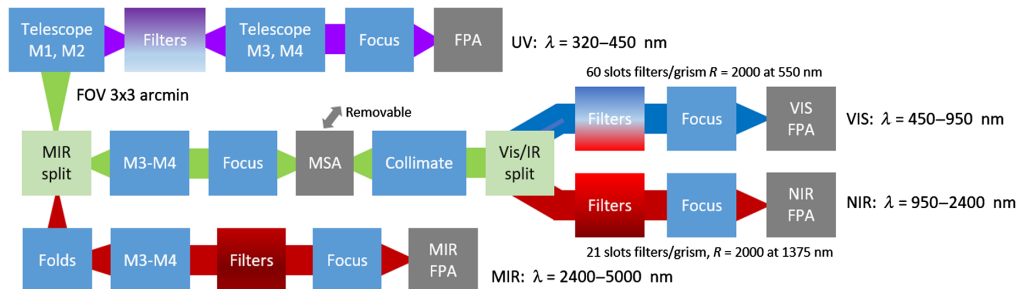 Telescope
M1, M2
Filters
Telescope
M3, M4
Focus
FPA
UV: λ = 320–450 nm
FOV 3x3 arcmin
Removable
60 slots filters/grism R = 2000 at 550 nm
MIR
split
M3-M4
Focus
MSA
Collimate
Vis/IR
split
Filters
Focus
VIS
FPA
VIS: λ = 450–950 nm
Filters
Focus
NIR
FPA
NIR: λ = 950–2400 nm
21 slots filters/grism, R = 2000 at 1375 nm
Folds
M3-M4
Filters
Focus
MIR
FPA
MIR: λ = 2400–5000 nm